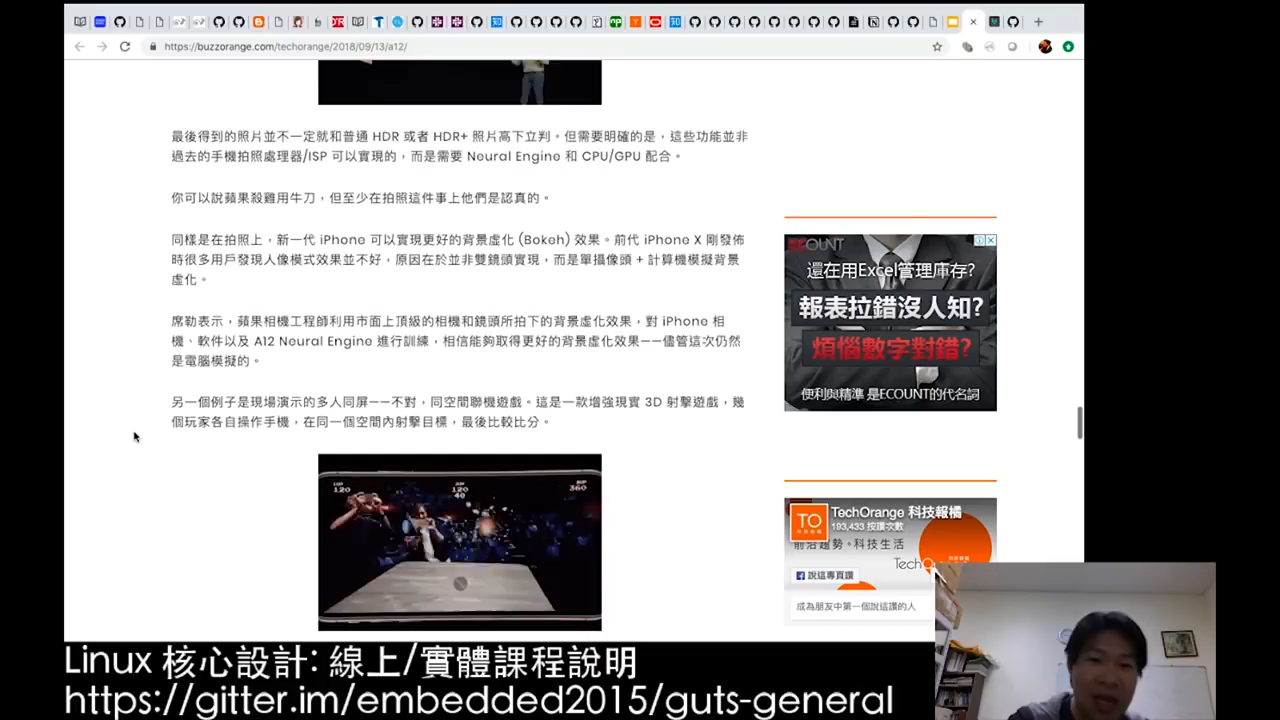 https://buzzorange.com/techorange/2018/09/13/a12/
最後得到的照片並不一定就和普通 HDR 或者 HDR+ 照片高下立判。但需要明確的是，這些功能並非
過去的手機拍照處理器/ISP 可以實現的，而是需要 Neural Engine 和 CPU/GPU 配合。
你可以說蘋果殺雞用牛刀，但至少在拍照這件事上他們是認真的。
同樣是在拍照上，新一代 iPhone 可以實現更好的背景虛化 (Bokeh) 效果。前代 iPhone X 剛發佈
時很多用戶發現人像模式效果並不好，原因在於並非雙鏡頭實現，而是單攝像頭 + 計算機模擬背景
虛化。
席勒表示，蘋果相機工程師利用市面上頂級的相機和鏡頭所拍下的背景虛化效果，對 iPhone 相
機、軟件以及 A12 Neural Engine 進行訓練，相信能夠取得更好的背景虛化效果——儘管這次仍然
是電腦模擬的。
另一個例子是現場演示的多人同屏——不對，同空間聯機遊戲。這是一款增強現實 3D 射擊遊戲，幾
個玩家各自操作手機，在同一個空間內射擊目標，最後比較比分。
120
120
40
360
ECOUNT
還在用Excel管理庫存?
報表拉錯沒人知?
煩惱數字對錯?
便利與精準 是ECOUNT的代名詞
TO
TechOrange 科技報橘
193,433 按讚次數
前沿趨勢。科技生活
Tech
說這專頁讚
成為朋友中第一個說這讚的人
Linux 核心設計: 線上/實體課程說明
https://gitter.im/embedded2015/guts-general